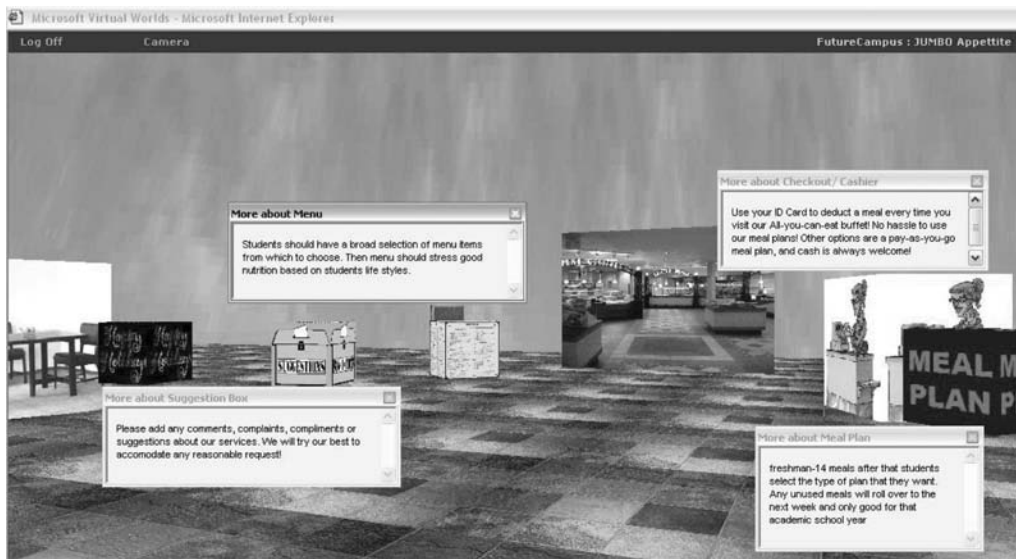 Microsoft Virtual Worlds - Microsoft Internet Explorer
Log Off Camera FutureCampus : JUMBO Appettite
More about Checkout/ Cashier
Use your ID Card to deduct a meal every time you
visit our All-you-can-eat buffet! No hassle to use
our meal plans! Other options are a pay-as-you-go
meal plan, and cash is always welcome!
More about Menu
Students should have a broad selection of menu items
from which to choose. Then menu should stress good
nutrition based on students life styles.
Happy
Holidays
SUGGESTIONS
MEAL M
PLAN P
More about Suggestion Box
Please add any comments, complaints, compliments or
suggestions about our services. We will try our best to
accomodate any reasonable request!
More about Meal Plan
freshman-14 meals after that students
select the type of plan that they want.
Any unused meals will roll over to the
next week and only good for that
academic school year